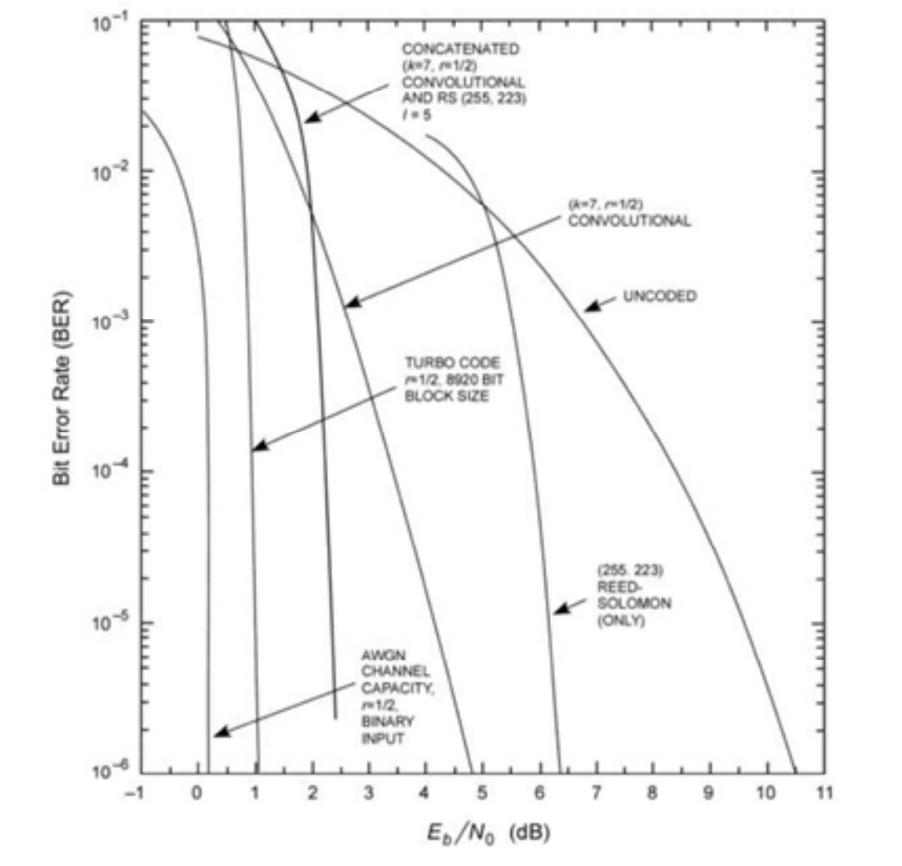 10⁻¹
CONCATENATED
(k=7, r=1/2)
CONVOLUTIONAL
AND RS (255, 223)
I = 5
10⁻²
(k=7, r=1/2)
CONVOLUTIONAL
UNCODED
10⁻³
TURBO CODE
r=1/2, 8920 BIT
BLOCK SIZE
Bit Error Rate (BER)
10⁻⁴
(255. 223)
REED-
SOLOMON
(ONLY)
10⁻⁵
AWGN
CHANNEL
CAPACITY,
r=1/2,
BINARY
INPUT
10⁻⁶
–1 0 1 2 3 4 5 6 7 8 9 10 11
E_b/N_0 (dB)